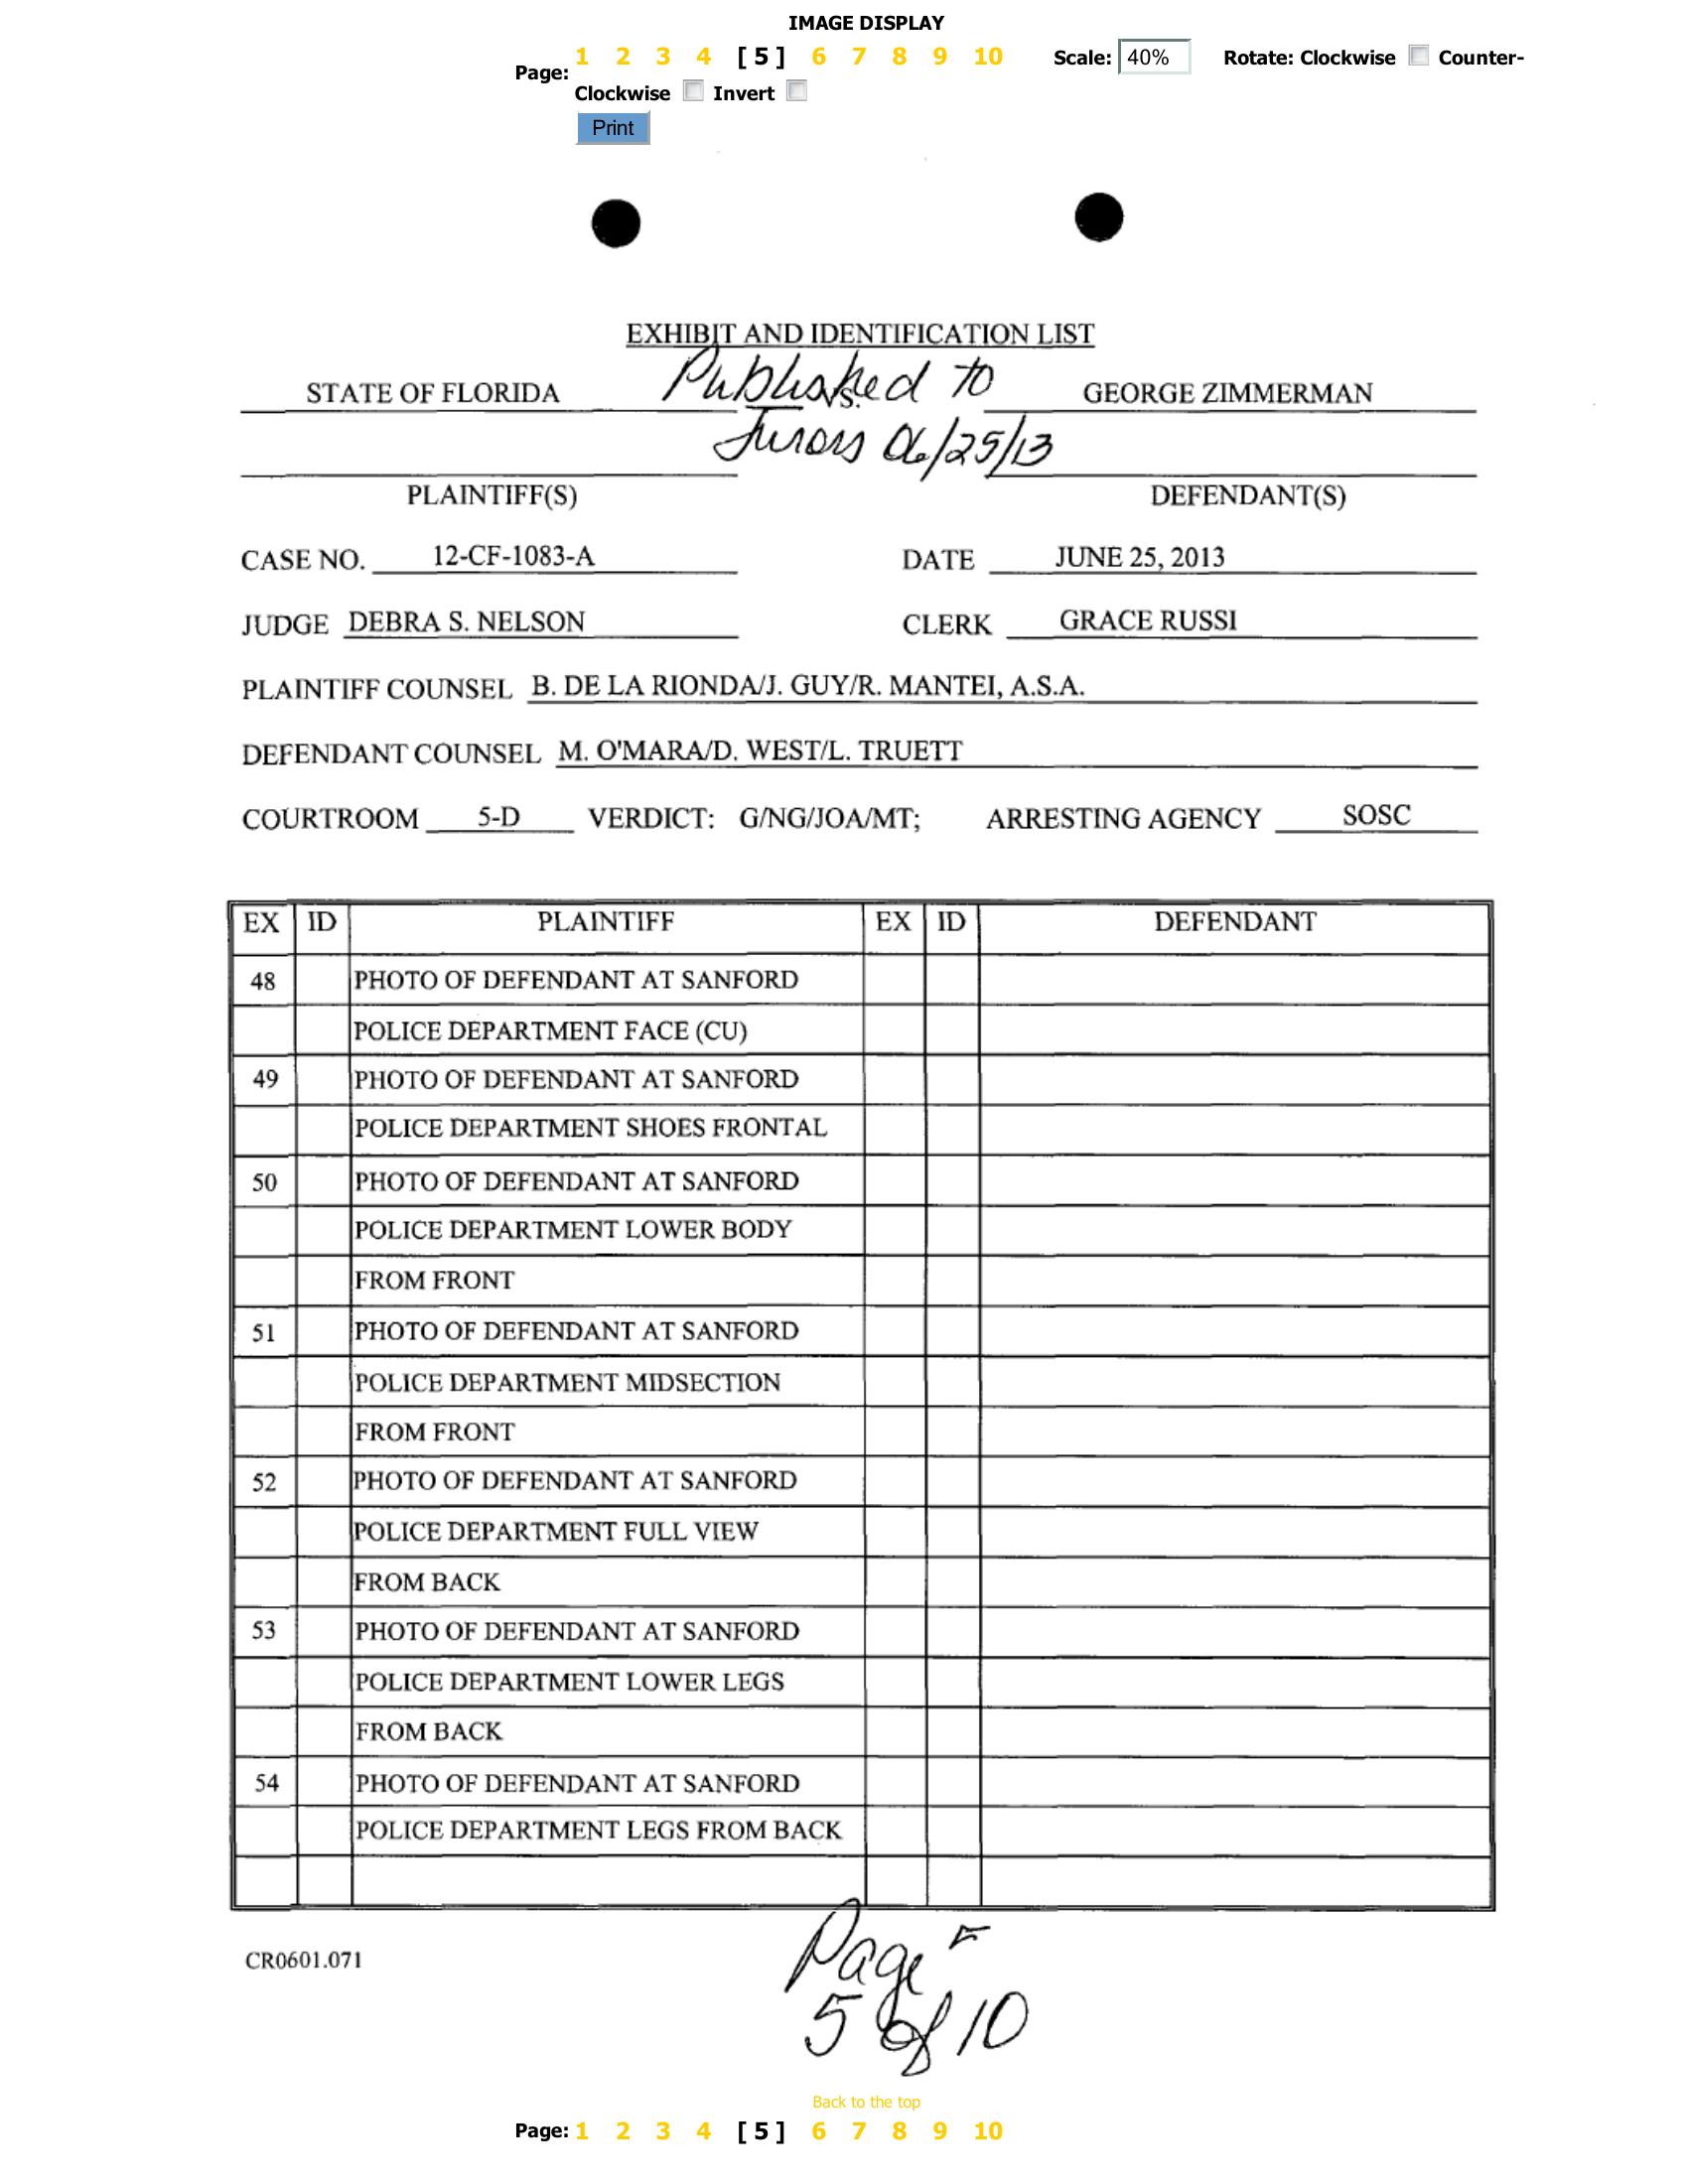 IMAGE DISPLAY
Page: 1 2 3 4 [ 5 ] 6 7 8 9 10 Scale: 40% Rotate: Clockwise Counter-
Clockwise Invert
Print
EXHIBIT AND IDENTIFICATION LIST
Published to
STATE OF FLORIDA VS. GEORGE ZIMMERMAN
Jurors 06/25/13
PLAINTIFF(S) DEFENDANT(S)
CASE NO. 12-CF-1083-A DATE JUNE 25, 2013
JUDGE DEBRA S. NELSON CLERK GRACE RUSSI
PLAINTIFF COUNSEL B. DE LA RIONDA/J. GUY/R. MANTEI, A.S.A.
DEFENDANT COUNSEL M. O'MARA/D. WEST/L. TRUETT
COURTROOM 5-D VERDICT: G/NG/JOA/MT; ARRESTING AGENCY SOSC
EX ID PLAINTIFF EX ID DEFENDANT
48 PHOTO OF DEFENDANT AT SANFORD
POLICE DEPARTMENT FACE (CU)
49 PHOTO OF DEFENDANT AT SANFORD
POLICE DEPARTMENT SHOES FRONTAL
50 PHOTO OF DEFENDANT AT SANFORD
POLICE DEPARTMENT LOWER BODY
FROM FRONT
51 PHOTO OF DEFENDANT AT SANFORD
POLICE DEPARTMENT MIDSECTION
FROM FRONT
52 PHOTO OF DEFENDANT AT SANFORD
POLICE DEPARTMENT FULL VIEW
FROM BACK
53 PHOTO OF DEFENDANT AT SANFORD
POLICE DEPARTMENT LOWER LEGS
FROM BACK
54 PHOTO OF DEFENDANT AT SANFORD
POLICE DEPARTMENT LEGS FROM BACK
CR0601.071
Page
5 of 10
Back to the top
Page: 1 2 3 4 [ 5 ] 6 7 8 9 10